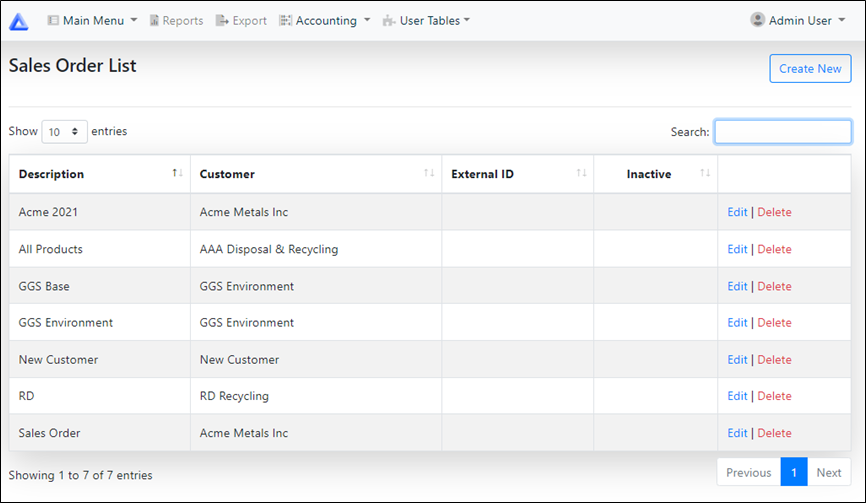 Main Menu Reports Export Accounting User Tables Admin User
Sales Order List Create New
Show 10 entries Search:
Description Customer External ID Inactive
Acme 2021 Acme Metals Inc Edit | Delete
All Products AAA Disposal & Recycling Edit | Delete
GGS Base GGS Environment Edit | Delete
GGS Environment GGS Environment Edit | Delete
New Customer New Customer Edit | Delete
RD RD Recycling Edit | Delete
Sales Order Acme Metals Inc Edit | Delete
Showing 1 to 7 of 7 entries Previous 1 Next